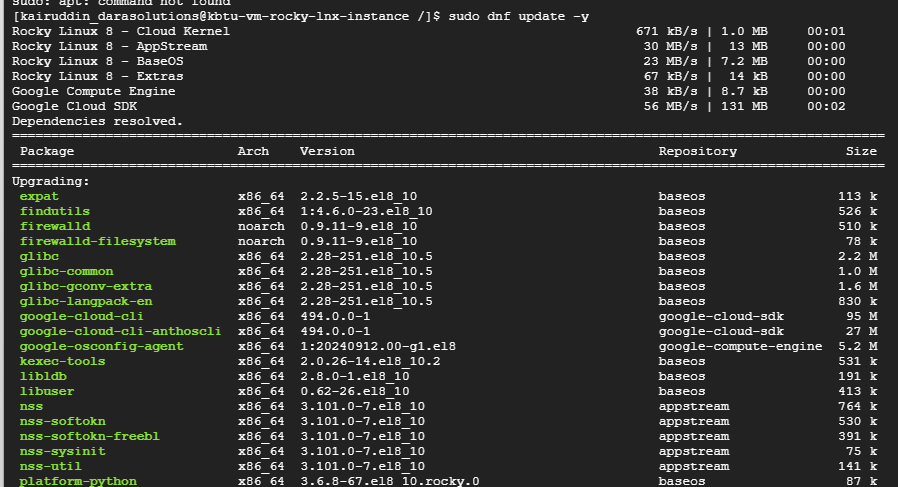 sudo: apt: command not found
[kairuddin_darasolutions@kbtu-vm-rocky-lnx-instance /]$ sudo dnf update -y
Rocky Linux 8 - Cloud Kernel 671 kB/s | 1.0 MB 00:01
Rocky Linux 8 - AppStream 30 MB/s | 13 MB 00:00
Rocky Linux 8 - BaseOS 23 MB/s | 7.2 MB 00:00
Rocky Linux 8 - Extras 67 kB/s | 14 kB 00:00
Google Compute Engine 38 kB/s | 8.7 kB 00:00
Google Cloud SDK 56 MB/s | 131 MB 00:02
Dependencies resolved.
Package Arch Version Repository Size
Upgrading:
expat x86_64 2.2.5-15.el8_10 baseos 113 k
findutils x86_64 1:4.6.0-23.el8_10 baseos 526 k
firewalld noarch 0.9.11-9.el8_10 baseos 510 k
firewalld-filesystem noarch 0.9.11-9.el8_10 baseos 78 k
glibc x86_64 2.28-251.el8_10.5 baseos 2.2 M
glibc-common x86_64 2.28-251.el8_10.5 baseos 1.0 M
glibc-gconv-extra x86_64 2.28-251.el8_10.5 baseos 1.6 M
glibc-langpack-en x86_64 2.28-251.el8_10.5 baseos 830 k
google-cloud-cli x86_64 494.0.0-1 google-cloud-sdk 95 M
google-cloud-cli-anthoscli x86_64 494.0.0-1 google-cloud-sdk 27 M
google-osconfig-agent x86_64 1:20240912.00-g1.el8 google-compute-engine 5.2 M
kexec-tools x86_64 2.0.26-14.el8_10.2 baseos 531 k
libldb x86_64 2.8.0-1.el8_10 baseos 191 k
libuser x86_64 0.62-26.el8_10 baseos 413 k
nss x86_64 3.101.0-7.el8_10 appstream 764 k
nss-softokn x86_64 3.101.0-7.el8_10 appstream 530 k
nss-softokn-freebl x86_64 3.101.0-7.el8_10 appstream 391 k
nss-sysinit x86_64 3.101.0-7.el8_10 appstream 75 k
nss-util x86_64 3.101.0-7.el8_10 appstream 141 k
platform-python x86_64 3.6.8-67.el8_10.rocky.0 baseos 87 k